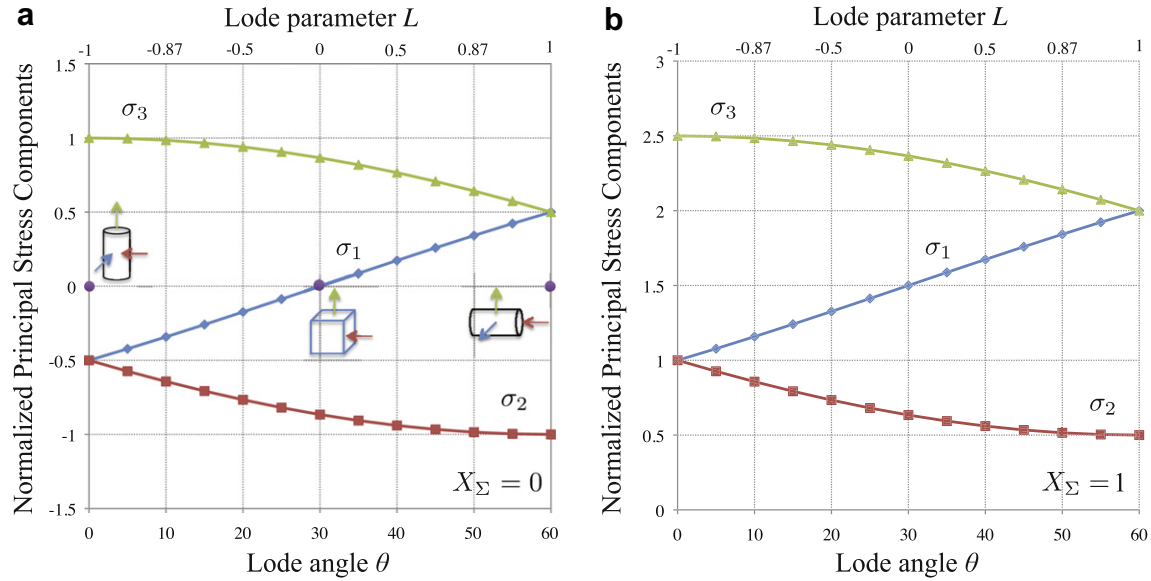 a
Lode parameter L
-1 -0.87 -0.5 0 0.5 0.87 1
Normalized Principal Stress Components
1.5
1
0.5
0
-0.5
-1
-1.5
σ3
σ1
σ2
XΣ = 0
0 10 20 30 40 50 60
Lode angle θ
b
Lode parameter L
-1 -0.87 -0.5 0 0.5 0.87 1
Normalized Principal Stress Components
3
2.5
2
1.5
1
0.5
0
σ3
σ1
σ2
XΣ = 1
0 10 20 30 40 50 60
Lode angle θ